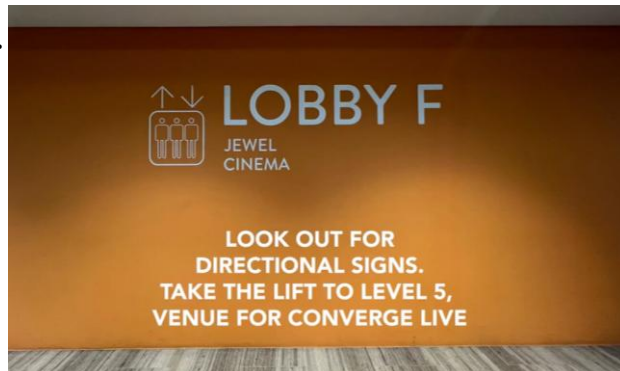 LOBBY F
JEWEL
CINEMA
LOOK OUT FOR
DIRECTIONAL SIGNS.
TAKE THE LIFT TO LEVEL 5,
VENUE FOR CONVERGE LIVE